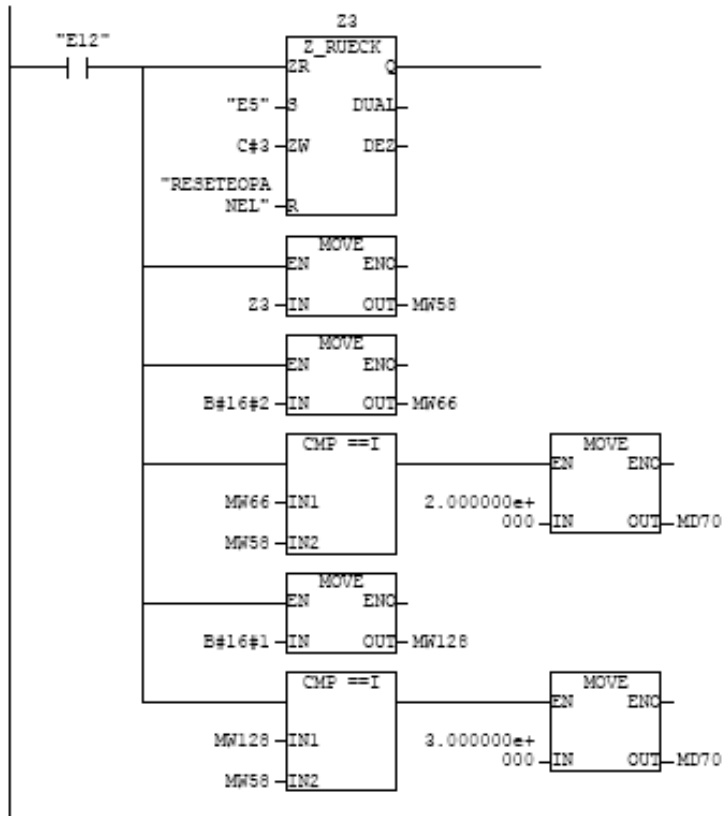 Z3
"E12"
Z_RUECK
ZR Q
"E5" S DUAL
C#3 ZW DEZ
"RESETEOPA
NEL" R
MOVE
EN ENO
Z3 IN OUT MW58
MOVE
EN ENO
B#16#2 IN OUT MW66
CMP ==I MOVE
EN ENO
MW66 IN1 2.000000e+
000 IN OUT MD70
MW58 IN2
MOVE
EN ENO
B#16#1 IN OUT MW128
CMP ==I MOVE
EN ENO
MW128 IN1 3.000000e+
000 IN OUT MD70
MW58 IN2